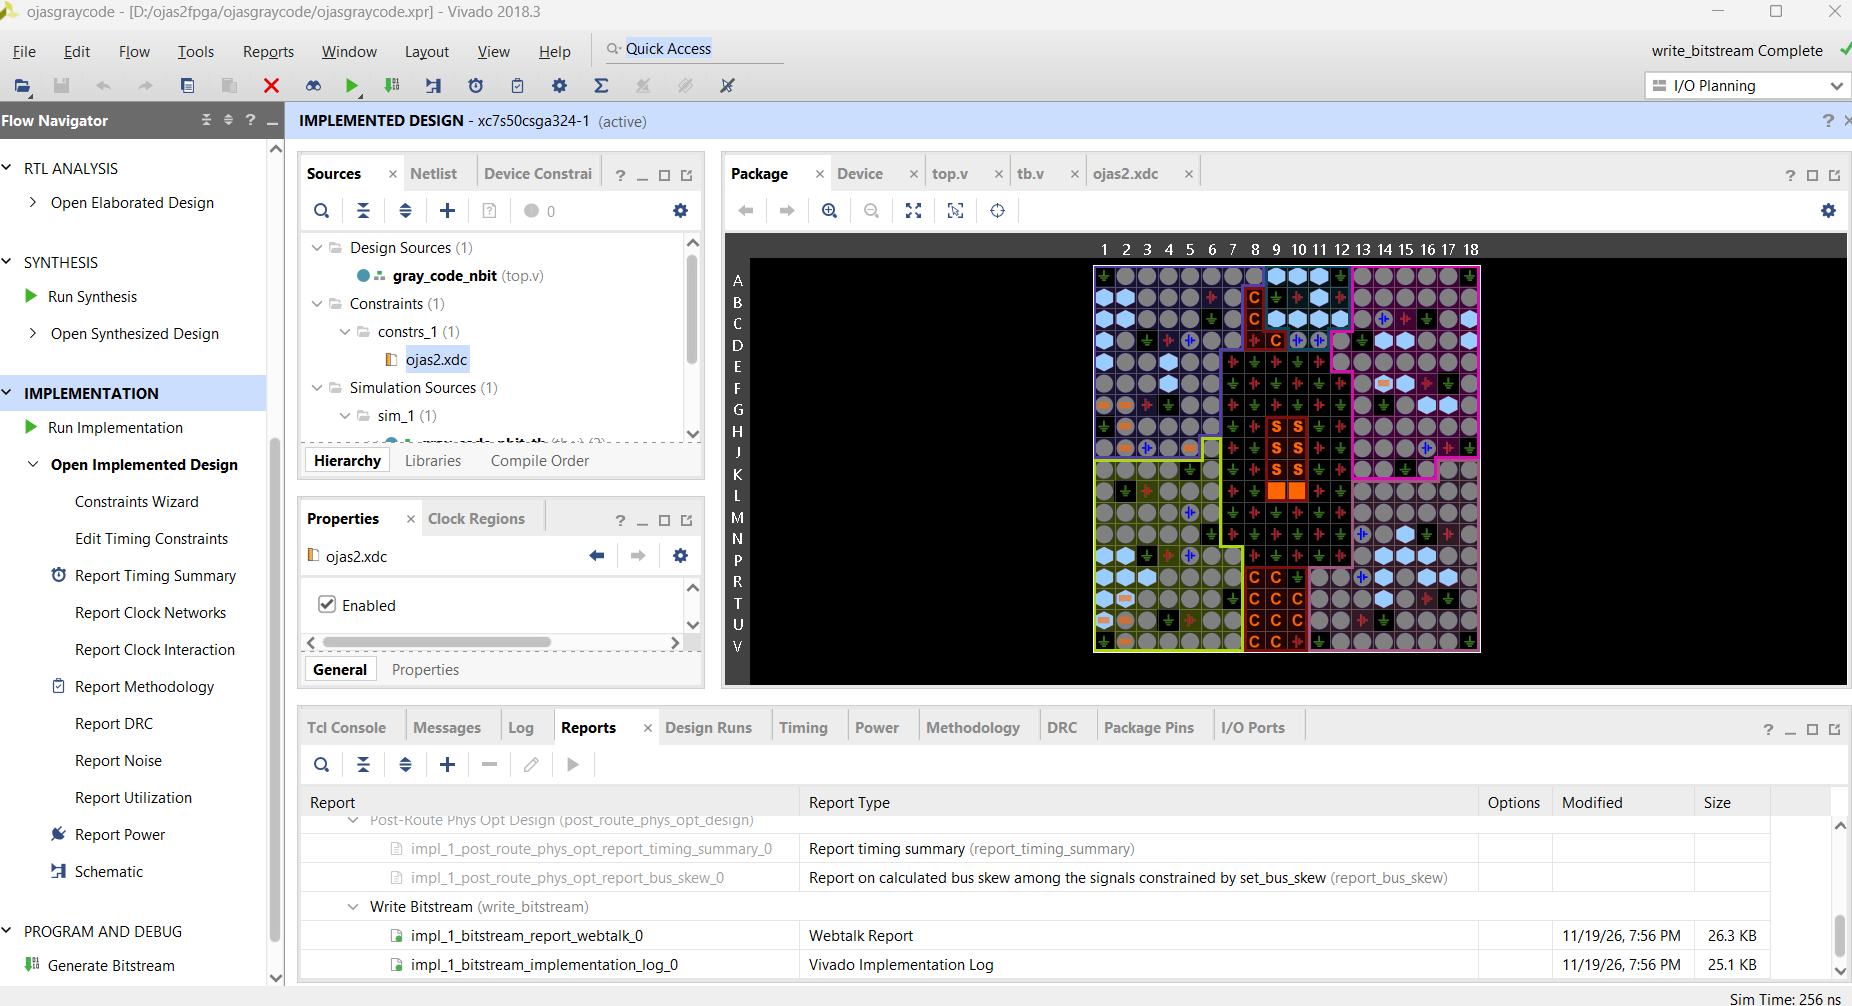 ojasgraycode - [D:/ojas2fpga/ojasgraycode/ojasgraycode.xpr] - Vivado 2018.3
File Edit Flow Tools Reports Window Layout View Help Quick Access
write_bitstream Complete
I/O Planning
Flow Navigator
IMPLEMENTED DESIGN - xc7s50csga324-1 (active)
RTL ANALYSIS
Open Elaborated Design
SYNTHESIS
Run Synthesis
Open Synthesized Design
IMPLEMENTATION
Run Implementation
Open Implemented Design
Constraints Wizard
Edit Timing Constraints
Report Timing Summary
Report Clock Networks
Report Clock Interaction
Report Methodology
Report DRC
Report Noise
Report Utilization
Report Power
Schematic
PROGRAM AND DEBUG
Generate Bitstream
Sources Netlist Device Constrai
0
Design Sources (1)
gray_code_nbit (top.v)
Constraints (1)
constrs_1 (1)
ojas2.xdc
Simulation Sources (1)
sim_1 (1)
Hierarchy Libraries Compile Order
Properties Clock Regions
ojas2.xdc
Enabled
General Properties
Package Device top.v tb.v ojas2.xdc
1 2 3 4 5 6 7 8 9 10 11 12 13 14 15 16 17 18
A
B C
C C
D C
E
F
G
H S S
J S S
K S S
L
M
N
P
R C C
T C C C
U C C C
V C C
Tcl Console Messages Log Reports Design Runs Timing Power Methodology DRC Package Pins I/O Ports
Report Report Type Options Modified Size
Post-Route Phys Opt Design (post_route_phys_opt_design)
impl_1_post_route_phys_opt_report_timing_summary_0 Report timing summary (report_timing_summary)
impl_1_post_route_phys_opt_report_bus_skew_0 Report on calculated bus skew among the signals constrained by set_bus_skew (report_bus_skew)
Write Bitstream (write_bitstream)
impl_1_bitstream_report_webtalk_0 Webtalk Report 11/19/26, 7:56 PM 26.3 KB
impl_1_bitstream_implementation_log_0 Vivado Implementation Log 11/19/26, 7:56 PM 25.1 KB
Sim Time: 256 ns